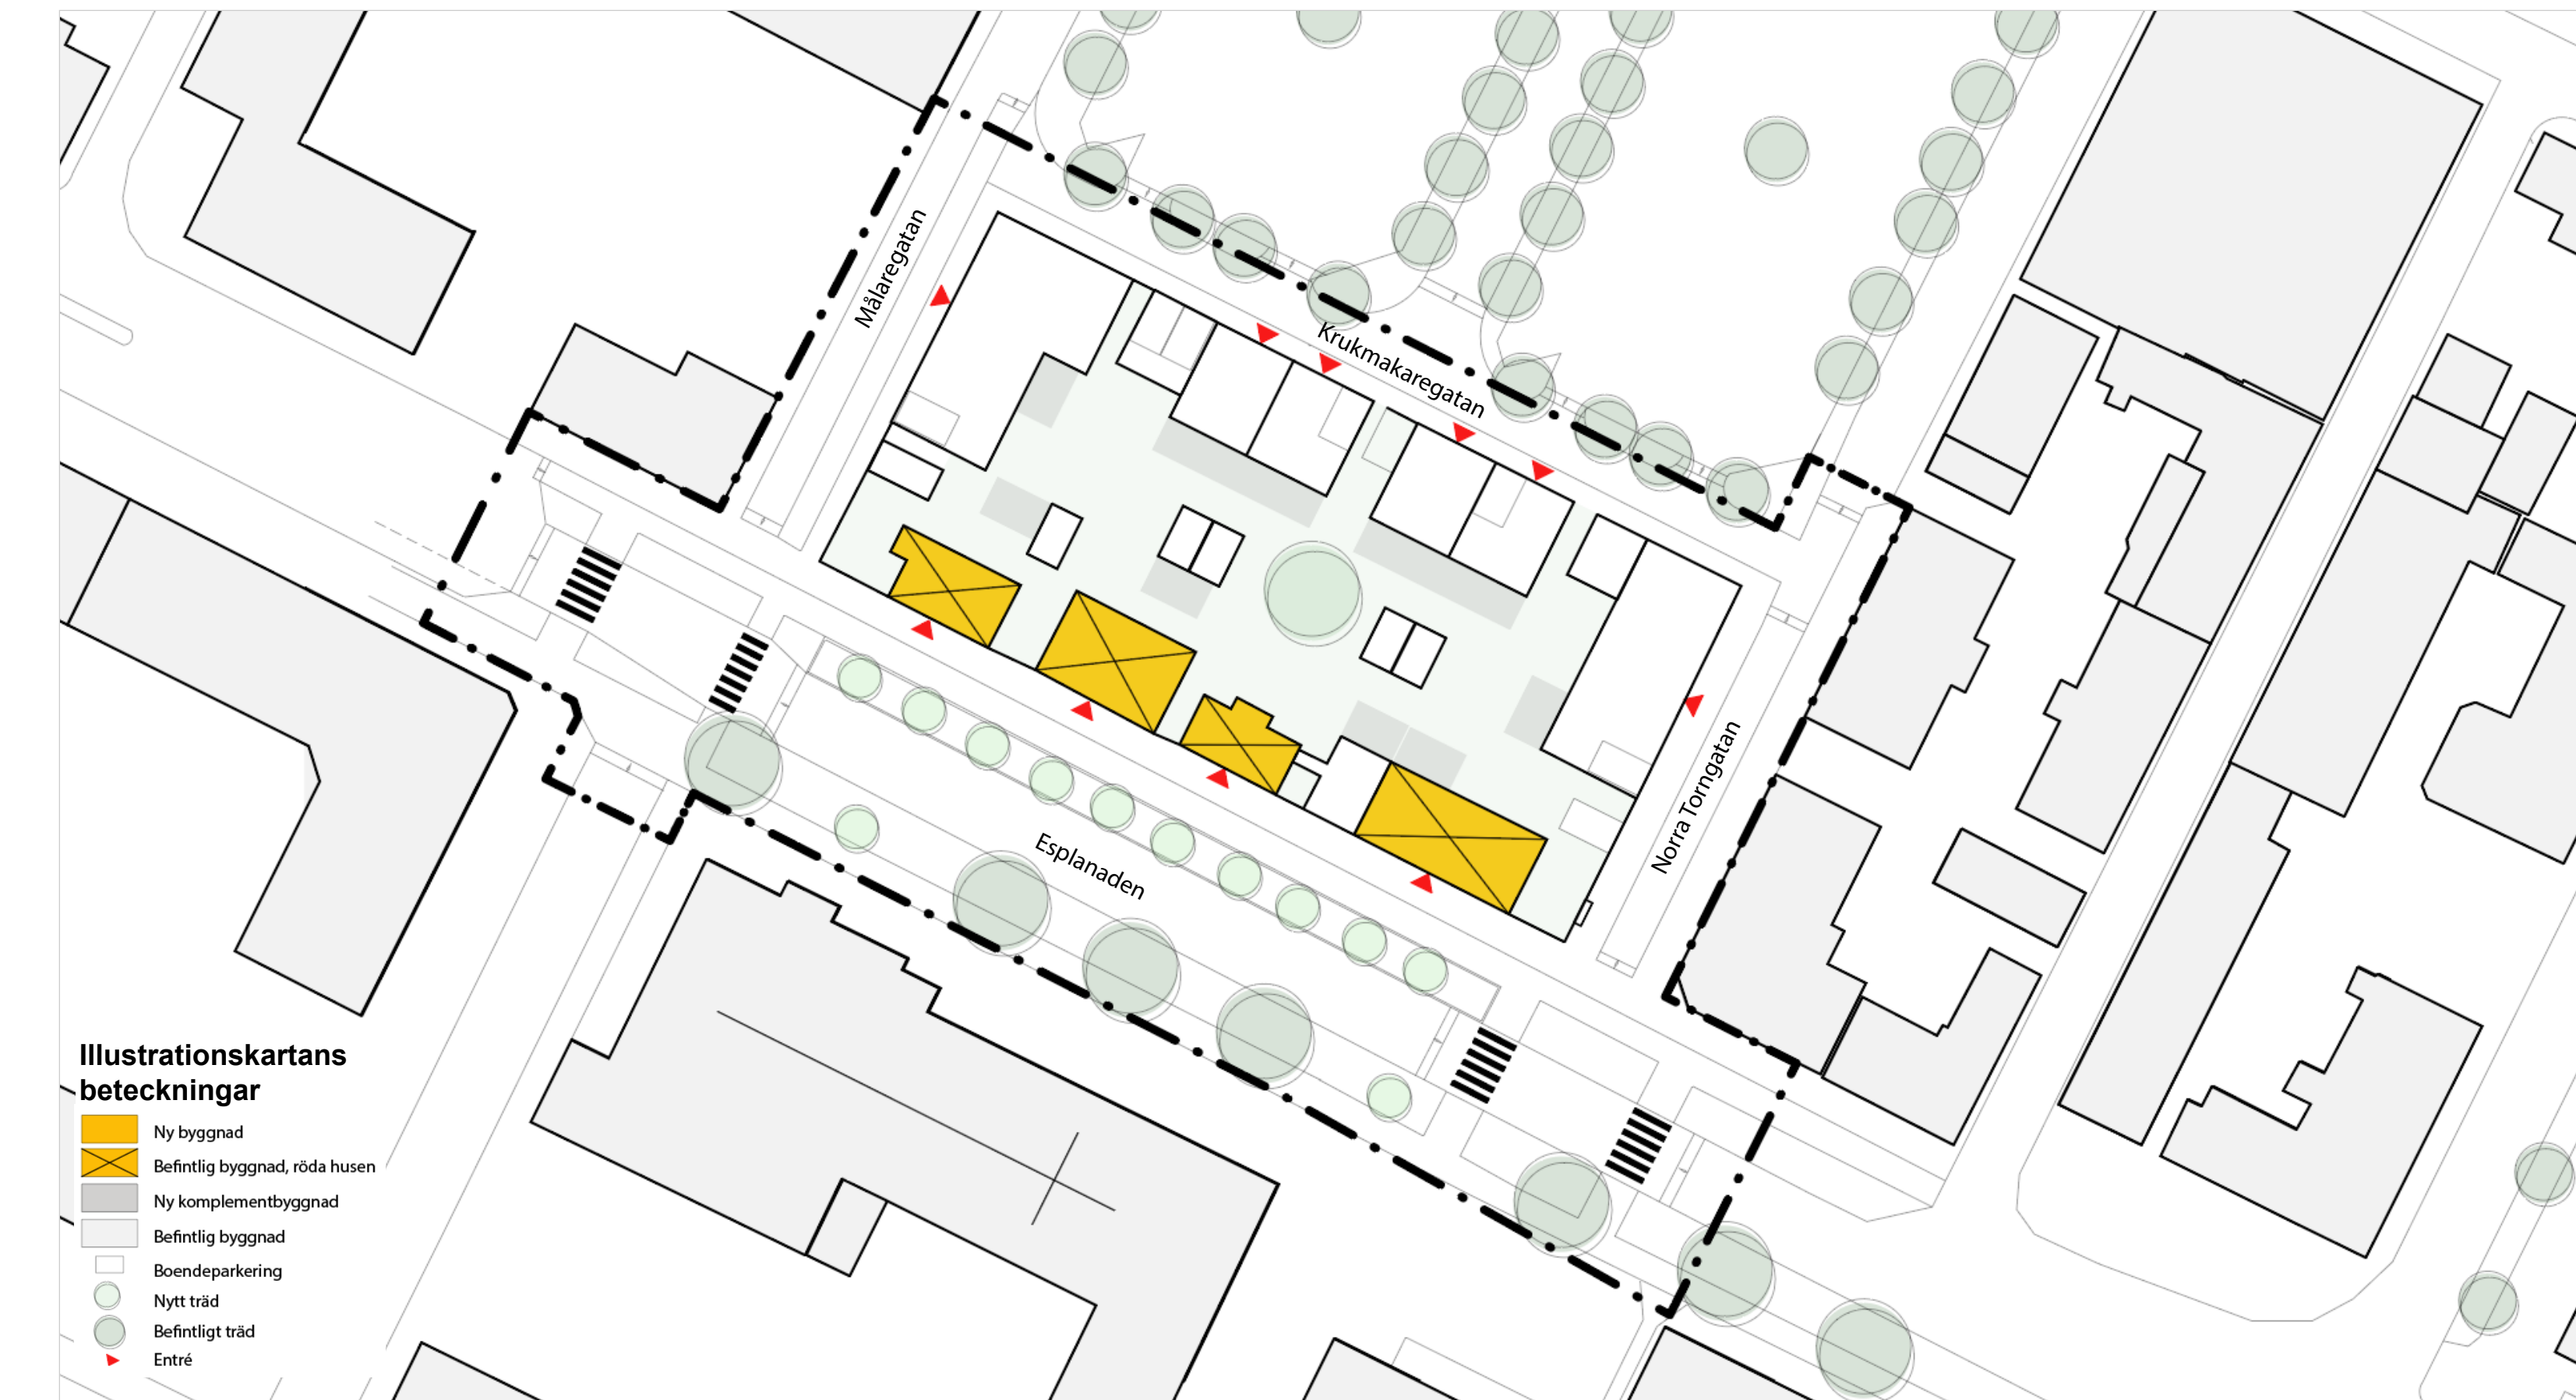 Målaregatan
Krukmakaregatan
Norra Torngatan
Esplanaden
Illustrationskartans
beteckningar
Ny byggnad
Befintlig byggnad, röda husen
Ny komplementbyggnad
Befintlig byggnad
Boendeparkering
Nytt träd
Befintligt träd
Entré